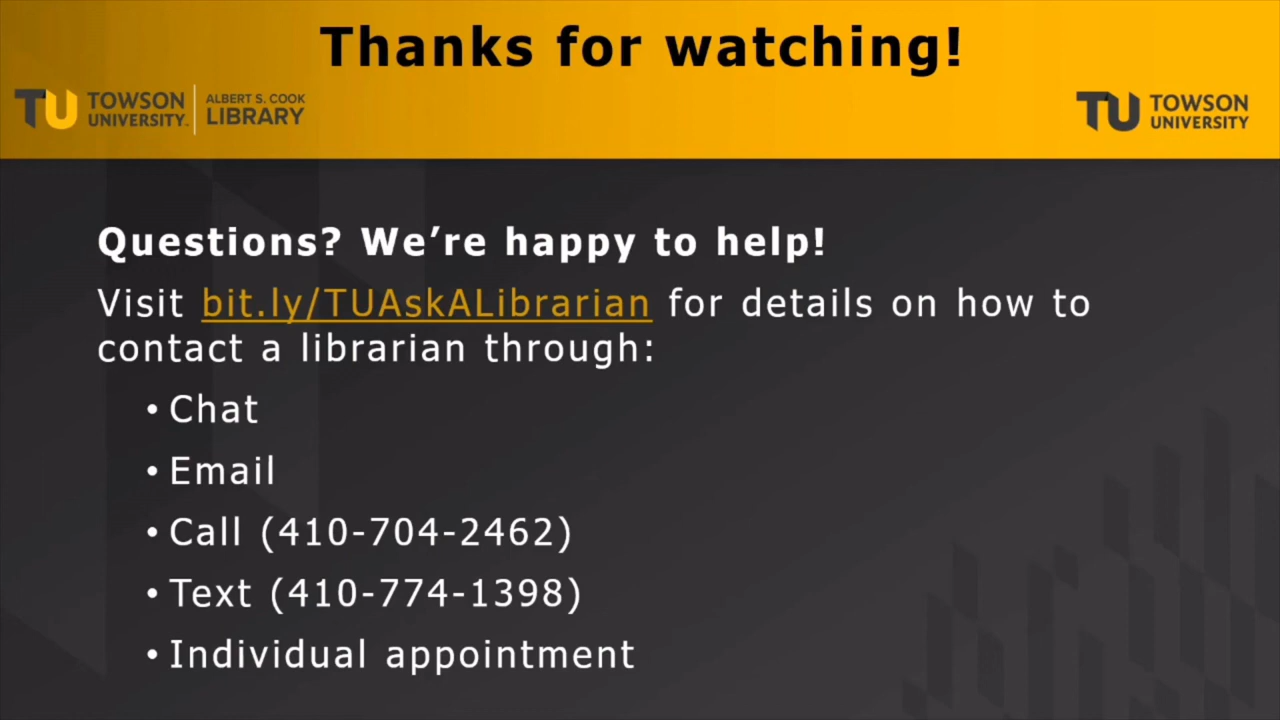 Thanks for watching!
TU TOWSON UNIVERSITY. | ALBERT S. COOK LIBRARY
TU TOWSON UNIVERSITY
Questions? We’re happy to help!
Visit bit.ly/TUAskALibrarian for details on how to
contact a librarian through:
• Chat
• Email
• Call (410-704-2462)
• Text (410-774-1398)
• Individual appointment